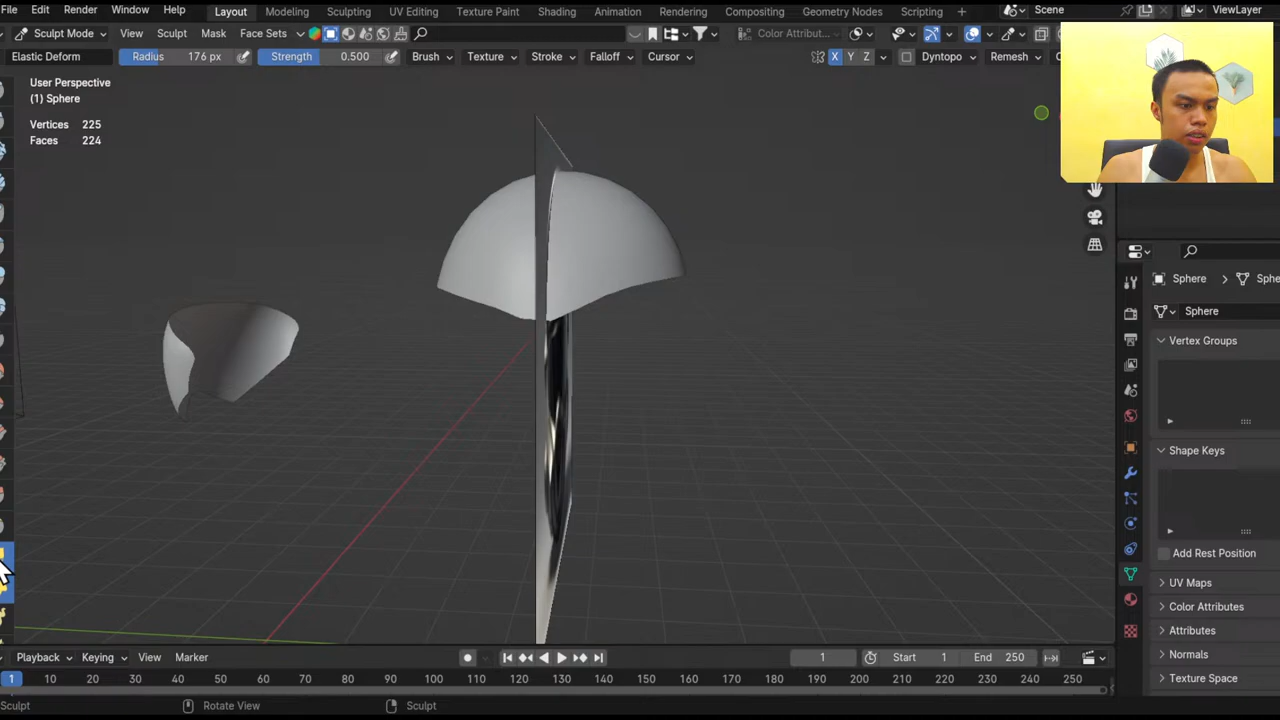 File Edit Render Window Help Layout Modeling Sculpting UV Editing Texture Paint Shading Animation Rendering Compositing Geometry Nodes Scripting + Scene ViewLayer
Sculpt Mode View Sculpt Mask Face Sets Color Attribut...
Elastic Deform Radius 176 px Strength 0.500 Brush Texture Stroke Falloff Cursor X Y Z Dyntopo Remesh
User Perspective
(1) Sphere
Vertices 225
Faces 224
Sphere > Sphe
Sphere
Vertex Groups
Shape Keys
Add Rest Position
UV Maps
Color Attributes
Attributes
Normals
Texture Space
Playback Keying View Marker 1 Start 1 End 250
1 10 20 30 40 50 60 70 80 90 100 110 120 130 140 150 160 170 180 190 200 210 220 230 240 250
Sculpt Rotate View Sculpt